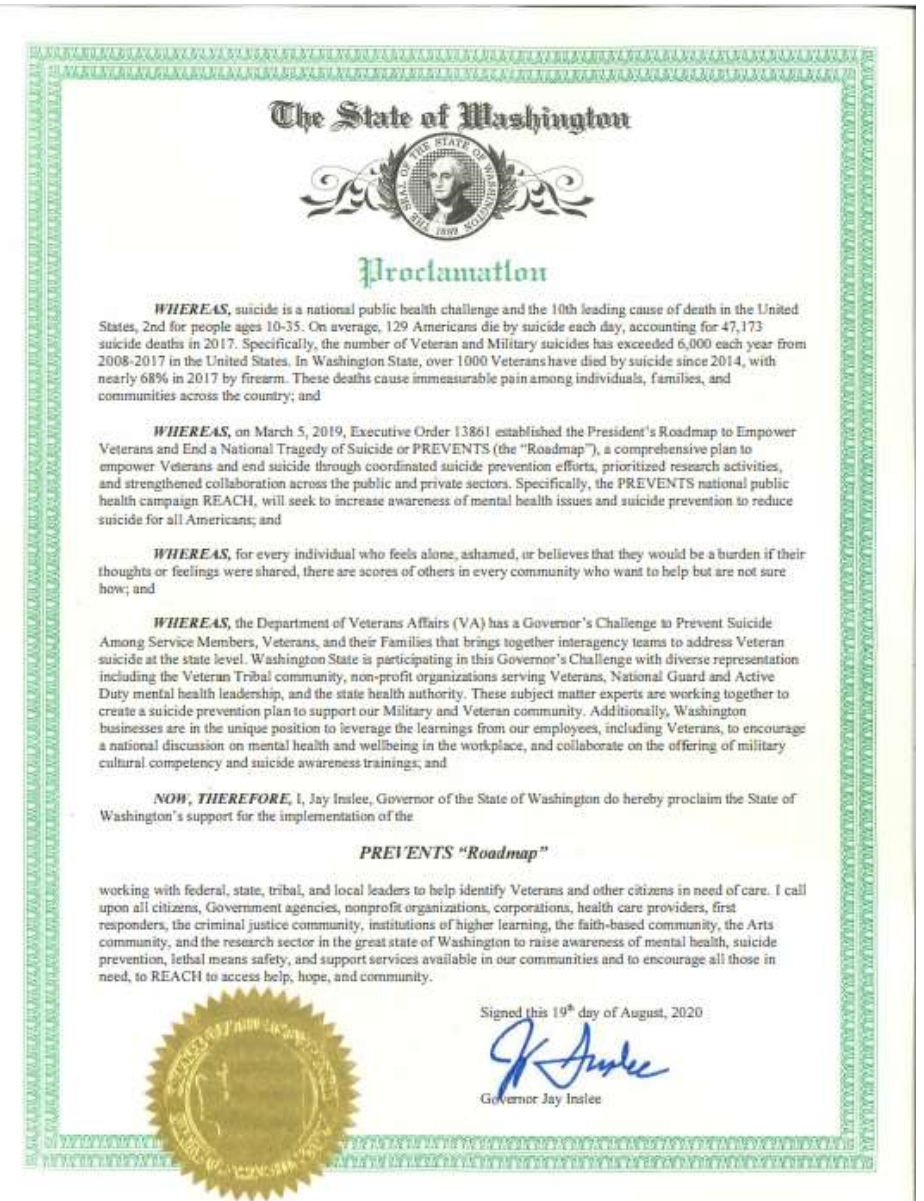 The State of Washington
THE SEAL OF THE STATE OF WASHINGTON
1889
Proclamation
WHEREAS, suicide is a national public health challenge and the 10th leading cause of death in the United
States, 2nd for people ages 10-35. On average, 129 Americans die by suicide each day, accounting for 47,173
suicide deaths in 2017. Specifically, the number of Veteran and Military suicides has exceeded 6,000 each year from
2008-2017 in the United States. In Washington State, over 1000 Veterans have died by suicide since 2014, with
nearly 68% in 2017 by firearm. These deaths cause immeasurable pain among individuals, families, and
communities across the country; and
WHEREAS, on March 5, 2019, Executive Order 13861 established the President's Roadmap to Empower
Veterans and End a National Tragedy of Suicide or PREVENTS (the "Roadmap"), a comprehensive plan to
empower Veterans and end suicide through coordinated suicide prevention efforts, prioritized research activities,
and strengthened collaboration across the public and private sectors. Specifically, the PREVENTS national public
health campaign REACH, will seek to increase awareness of mental health issues and suicide prevention to reduce
suicide for all Americans; and
WHEREAS, for every individual who feels alone, ashamed, or believes that they would be a burden if their
thoughts or feelings were shared, there are scores of others in every community who want to help but are not sure
how; and
WHEREAS, the Department of Veterans Affairs (VA) has a Governor's Challenge to Prevent Suicide
Among Service Members, Veterans, and their Families that brings together interagency teams to address Veteran
suicide at the state level. Washington State is participating in this Governor's Challenge with diverse representation
including the Veteran Tribal community, non-profit organizations serving Veterans, National Guard and Active
Duty mental health leadership, and the state health authority. These subject matter experts are working together to
create a suicide prevention plan to support our Military and Veteran community. Additionally, Washington
businesses are in the unique position to leverage the learnings from our employees, including Veterans, to encourage
a national discussion on mental health and wellbeing in the workplace, and collaborate on the offering of military
cultural competency and suicide awareness trainings; and
NOW, THEREFORE, I, Jay Inslee, Governor of the State of Washington do hereby proclaim the State of
Washington's support for the implementation of the
PREVENTS "Roadmap"
working with federal, state, tribal, and local leaders to help identify Veterans and other citizens in need of care. I call
upon all citizens, Government agencies, nonprofit organizations, corporations, health care providers, first
responders, the criminal justice community, institutions of higher learning, the faith-based community, the Arts
community, and the research sector in the great state of Washington to raise awareness of mental health, suicide
prevention, lethal means safety, and support services available in our communities and to encourage all those in
need, to REACH to access help, hope, and community.
Signed this 19th day of August, 2020
Jay Inslee
Governor Jay Inslee